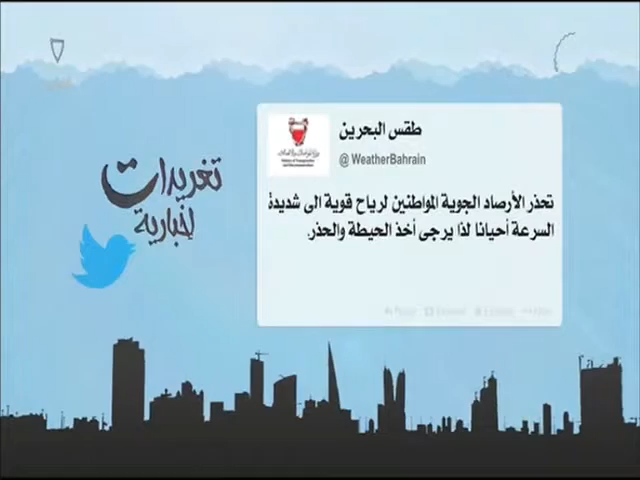 تغريدات
إخبارية
طقس البحرين
@WeatherBahrain
تحذر الأرصاد الجوية المواطنين لرياح قوية الى شديدة
السرعة أحيانا لذا يرجى أخذ الحيطة والحذر.